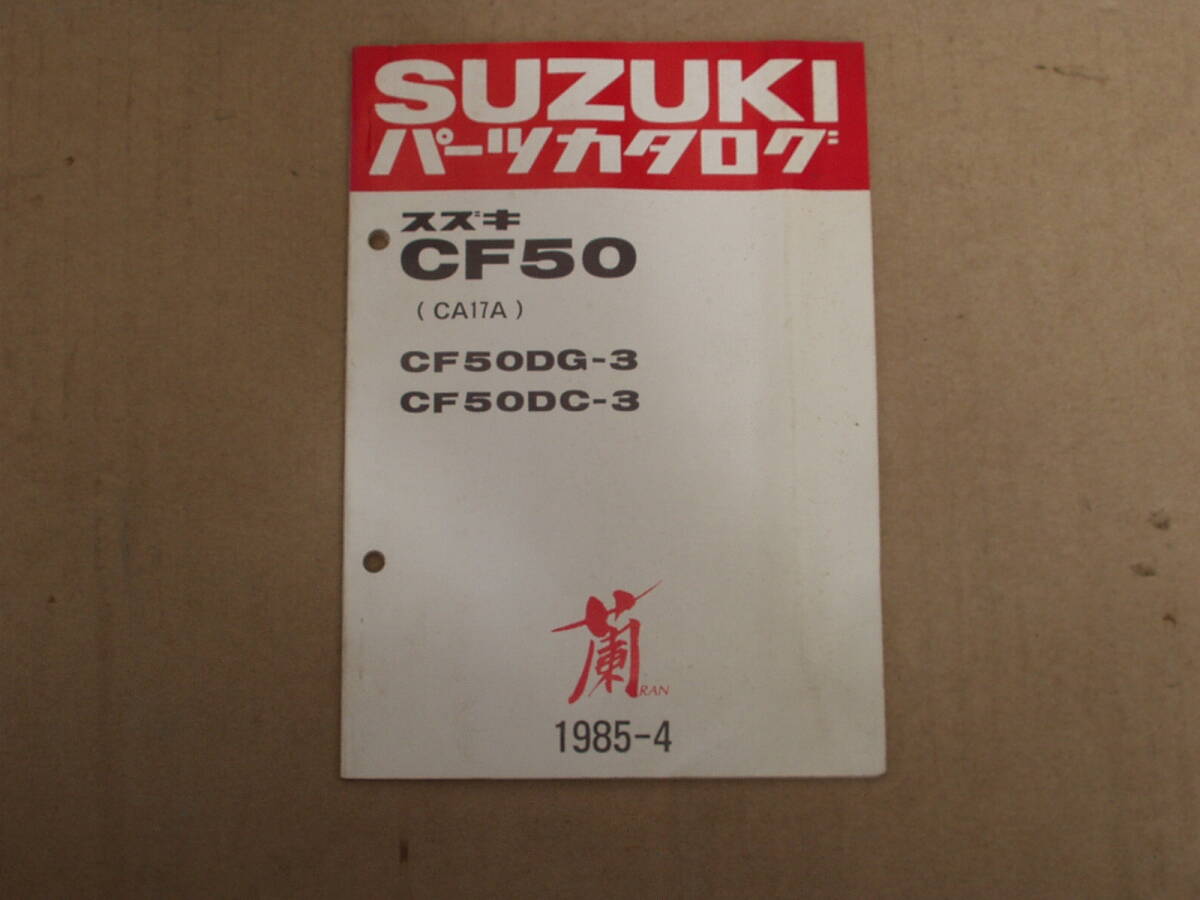 SUZUKI
パーツカタログ
スズキ
CF50
(CA17A)
CF50DG-3
CF50DC-3
蘭
RAN
1985-4